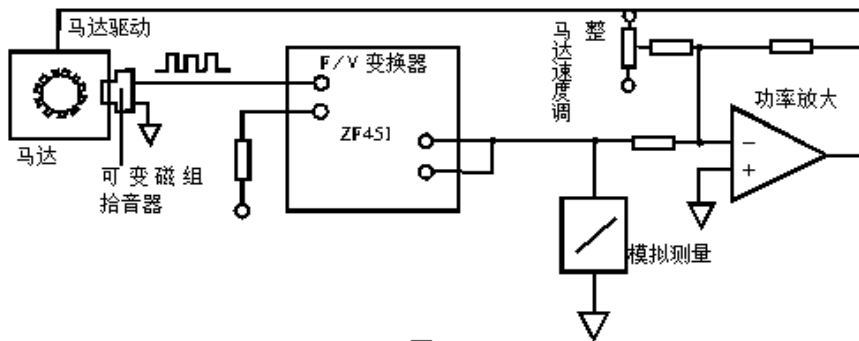 马达驱动
马达
可变磁组
拾音器
F/V 变换器
ZF451
马达速度调
整
功率放大
−
+
模拟测量